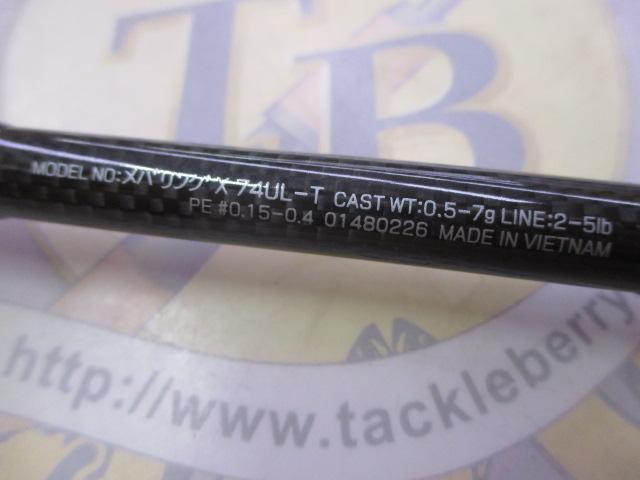 TB
MODEL NO:メバリング X 74UL-T CAST WT:0.5-7g LINE:2-5lb
PE #0.15-0.4 01480226 MADE IN VIETNAM
http://www.tackleberry